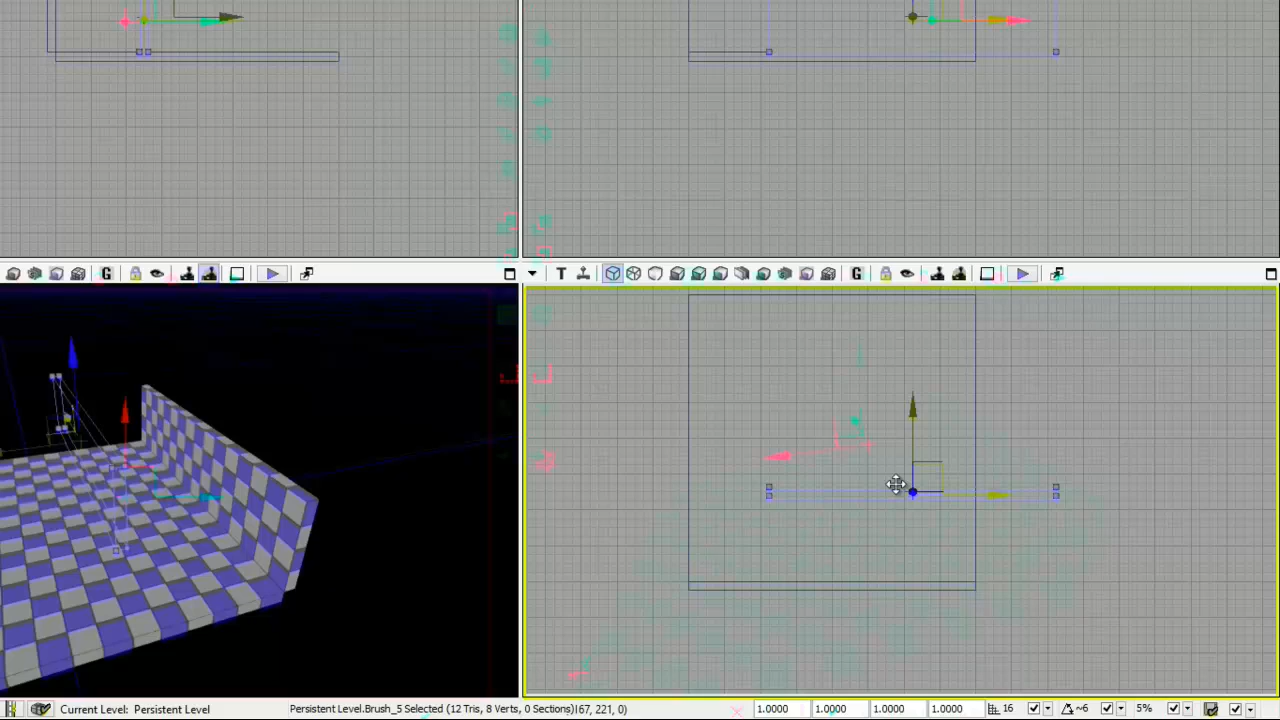 G
T
G
Current Level: Persistent Level
Persistent Level.Brush_5 Selected (12 Tris, 8 Verts, 0 Sections)
167, 221, 0)
1.0000
1.0000
1.0000
1.0000
16
~6
5%